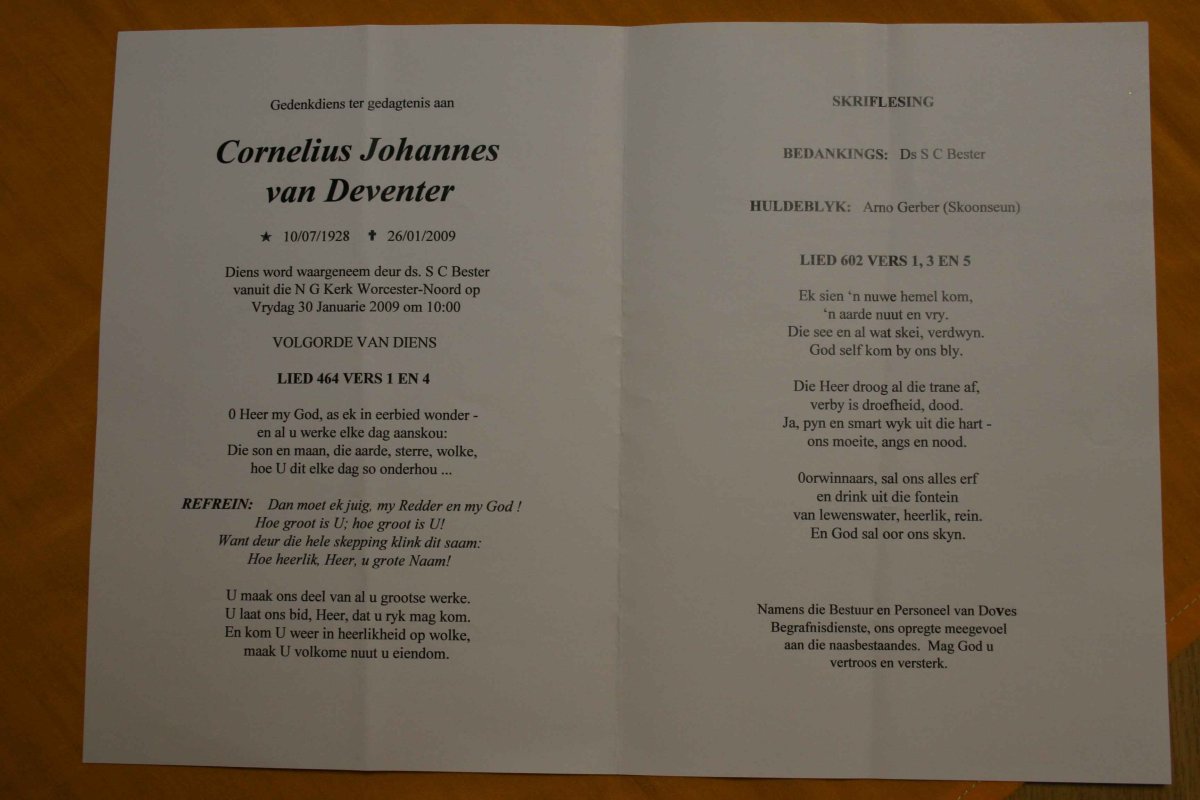 Gedenkdiens ter gedagtenis aan
Cornelius Johannes
van Deventer
★ 10/07/1928 ✝ 26/01/2009
Diens word waargeneem deur ds. S C Bester
vanuit die N G Kerk Worcester-Noord op
Vrydag 30 Januarie 2009 om 10:00
VOLGORDE VAN DIENS
LIED 464 VERS 1 EN 4
0 Heer my God, as ek in eerbied wonder -
en al u werke elke dag aanskou:
Die son en maan, die aarde, sterre, wolke,
hoe U dit elke dag so onderhou ...
REFREIN: Dan moet ek juig, my Redder en my God !
Hoe groot is U; hoe groot is U!
Want deur die hele skepping klink dit saam:
Hoe heerlik, Heer, u grote Naam!
U maak ons deel van al u grootse werke.
U laat ons bid, Heer, dat u ryk mag kom.
En kom U weer in heerlikheid op wolke,
maak U volkome nuut u eiendom.
SKRIFLESING
BEDANKINGS: Ds S C Bester
HULDEBLYK: Arno Gerber (Skoonseun)
LIED 602 VERS 1, 3 EN 5
Ek sien ‘n nuwe hemel kom,
‘n aarde nuut en vry.
Die see en al wat skei, verdwyn.
God self kom by ons bly.
Die Heer droog al die trane af,
verby is droefheid, dood.
Ja, pyn en smart wyk uit die hart -
ons moeite, angs en nood.
0orwinnaars, sal ons alles erf
en drink uit die fontein
van lewenswater, heerlik, rein.
En God sal oor ons skyn.
Namens die Bestuur en Personeel van Doves
Begrafnisdienste, ons opregte meegevoel
aan die naasbestaandes. Mag God u
vertroos en versterk.